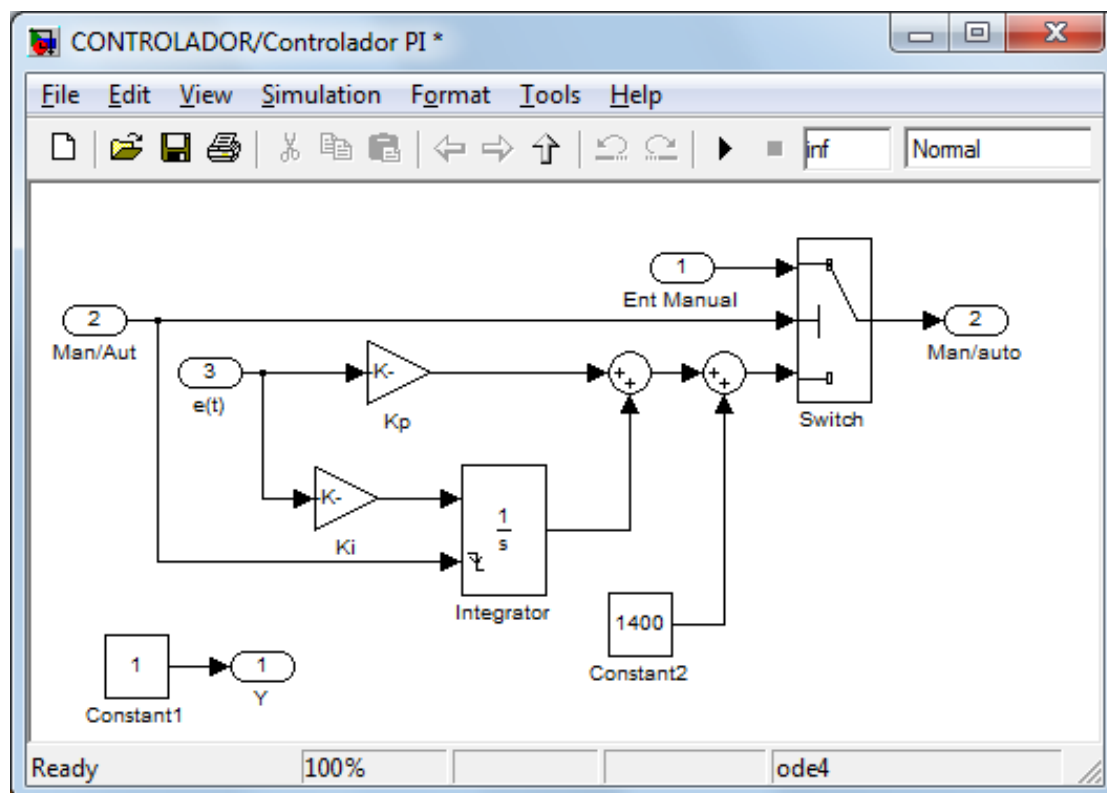 CONTROLADOR/Controlador PI *
File Edit View Simulation Format Tools Help
inf Normal
1
Ent Manual
2
Man/Aut
2
Man/auto
3
e(t)
K-
Kp
Switch
K-
Ki
1
s
Integrator
1400
Constant2
1
Constant1
1
Y
Ready 100% ode4